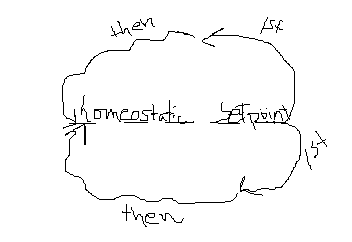 then 1st
homeostatic Setpoint
1st
then